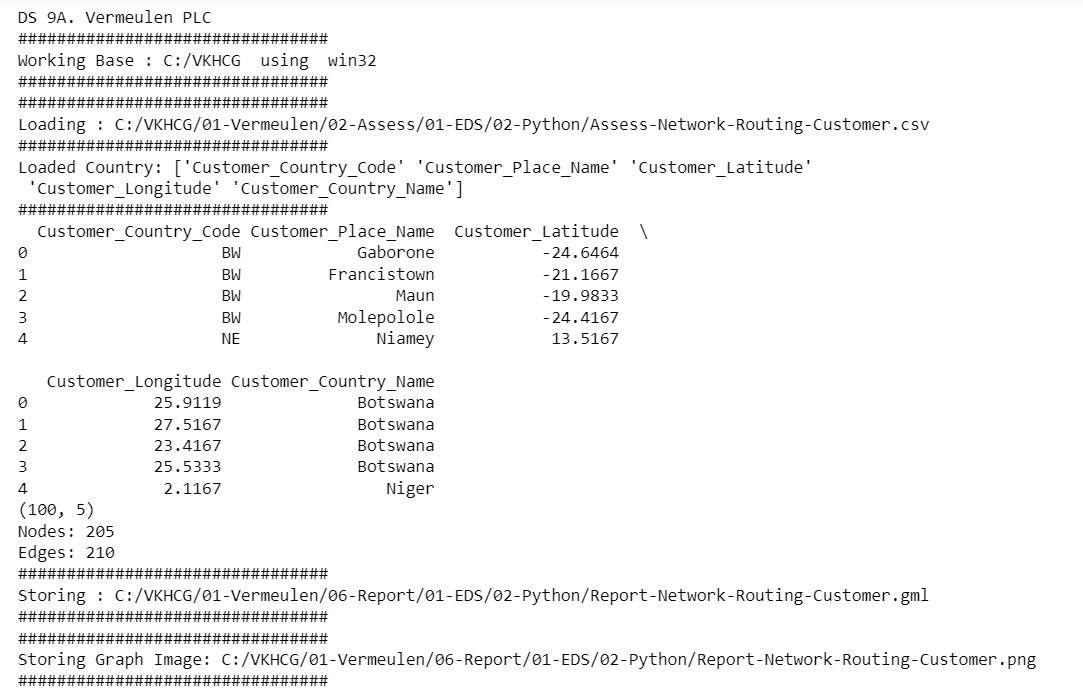 DS 9A. Vermeulen PLC
################################
Working Base : C:/VKHCG  using  win32
################################
################################
Loading : C:/VKHCG/01-Vermeulen/02-Assess/01-EDS/02-Python/Assess-Network-Routing-Customer.csv
################################
Loaded Country: ['Customer_Country_Code' 'Customer_Place_Name' 'Customer_Latitude'
 'Customer_Longitude' 'Customer_Country_Name']
################################
  Customer_Country_Code Customer_Place_Name  Customer_Latitude  \
0                    BW            Gaborone           -24.6464
1                    BW         Francistown           -21.1667
2                    BW                Maun           -19.9833
3                    BW          Molepolole           -24.4167
4                    NE              Niamey            13.5167
   Customer_Longitude Customer_Country_Name
0             25.9119              Botswana
1             27.5167              Botswana
2             23.4167              Botswana
3             25.5333              Botswana
4              2.1167                 Niger
(100, 5)
Nodes: 205
Edges: 210
################################
Storing : C:/VKHCG/01-Vermeulen/06-Report/01-EDS/02-Python/Report-Network-Routing-Customer.gml
################################
################################
Storing Graph Image: C:/VKHCG/01-Vermeulen/06-Report/01-EDS/02-Python/Report-Network-Routing-Customer.png
################################